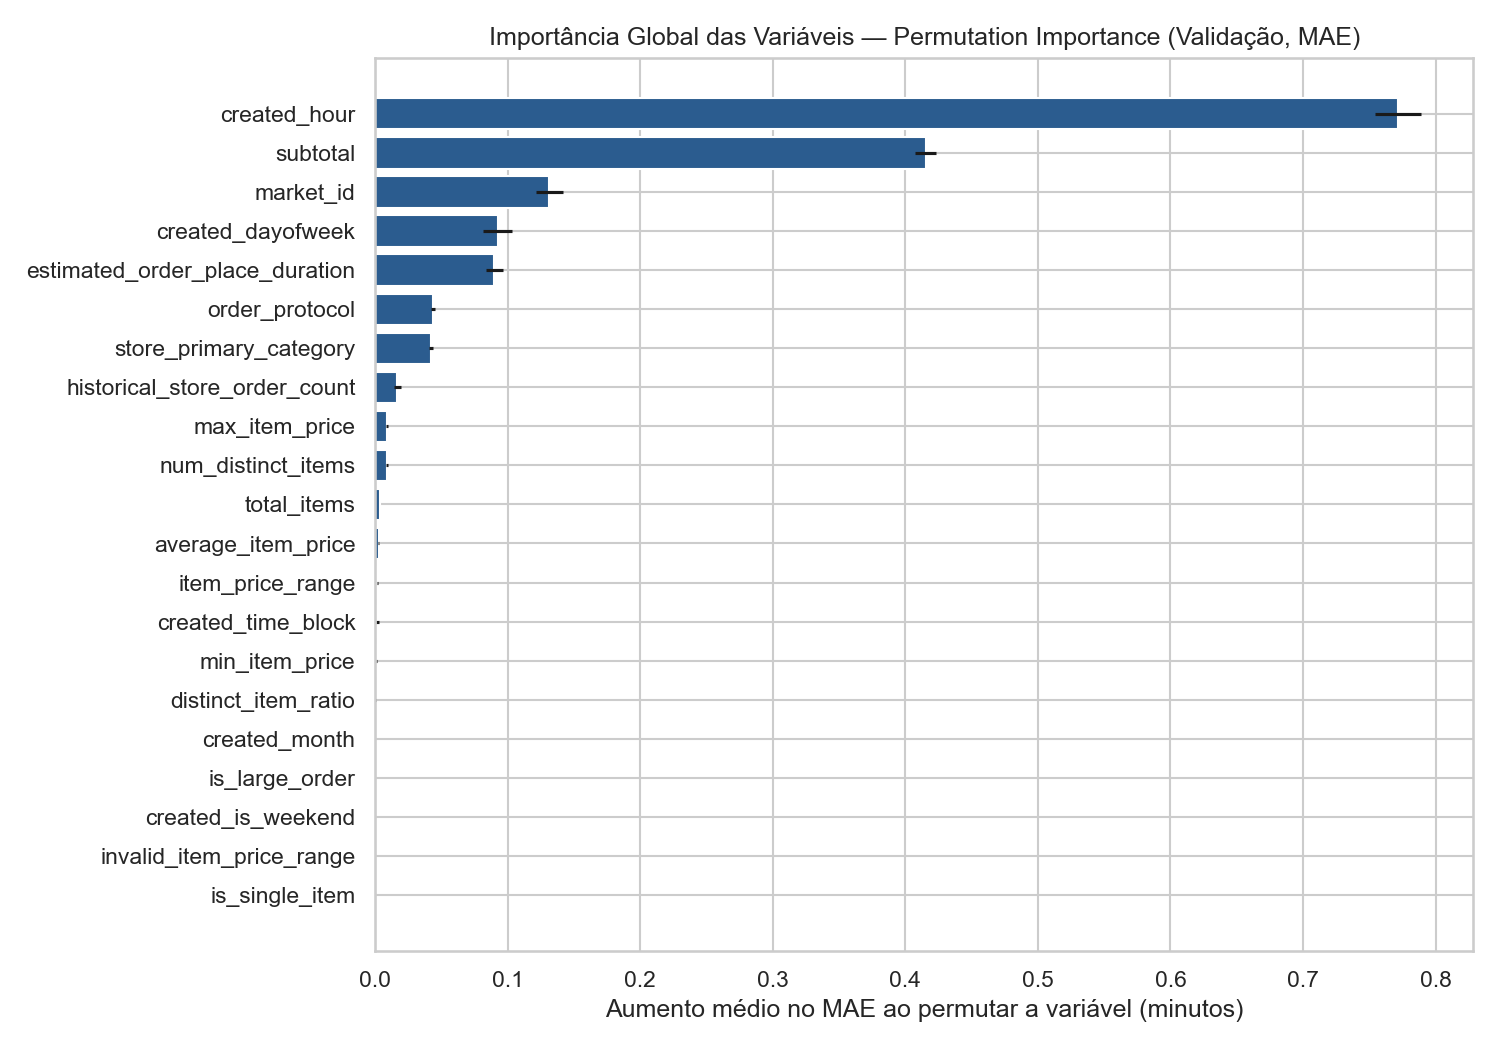 Importância Global das Variáveis — Permutation Importance (Validação, MAE)
created_hour
subtotal
market_id
created_dayofweek
estimated_order_place_duration
order_protocol
store_primary_category
historical_store_order_count
max_item_price
num_distinct_items
total_items
average_item_price
item_price_range
created_time_block
min_item_price
distinct_item_ratio
created_month
is_large_order
created_is_weekend
invalid_item_price_range
is_single_item
0.0 0.1 0.2 0.3 0.4 0.5 0.6 0.7 0.8
Aumento médio no MAE ao permutar a variável (minutos)